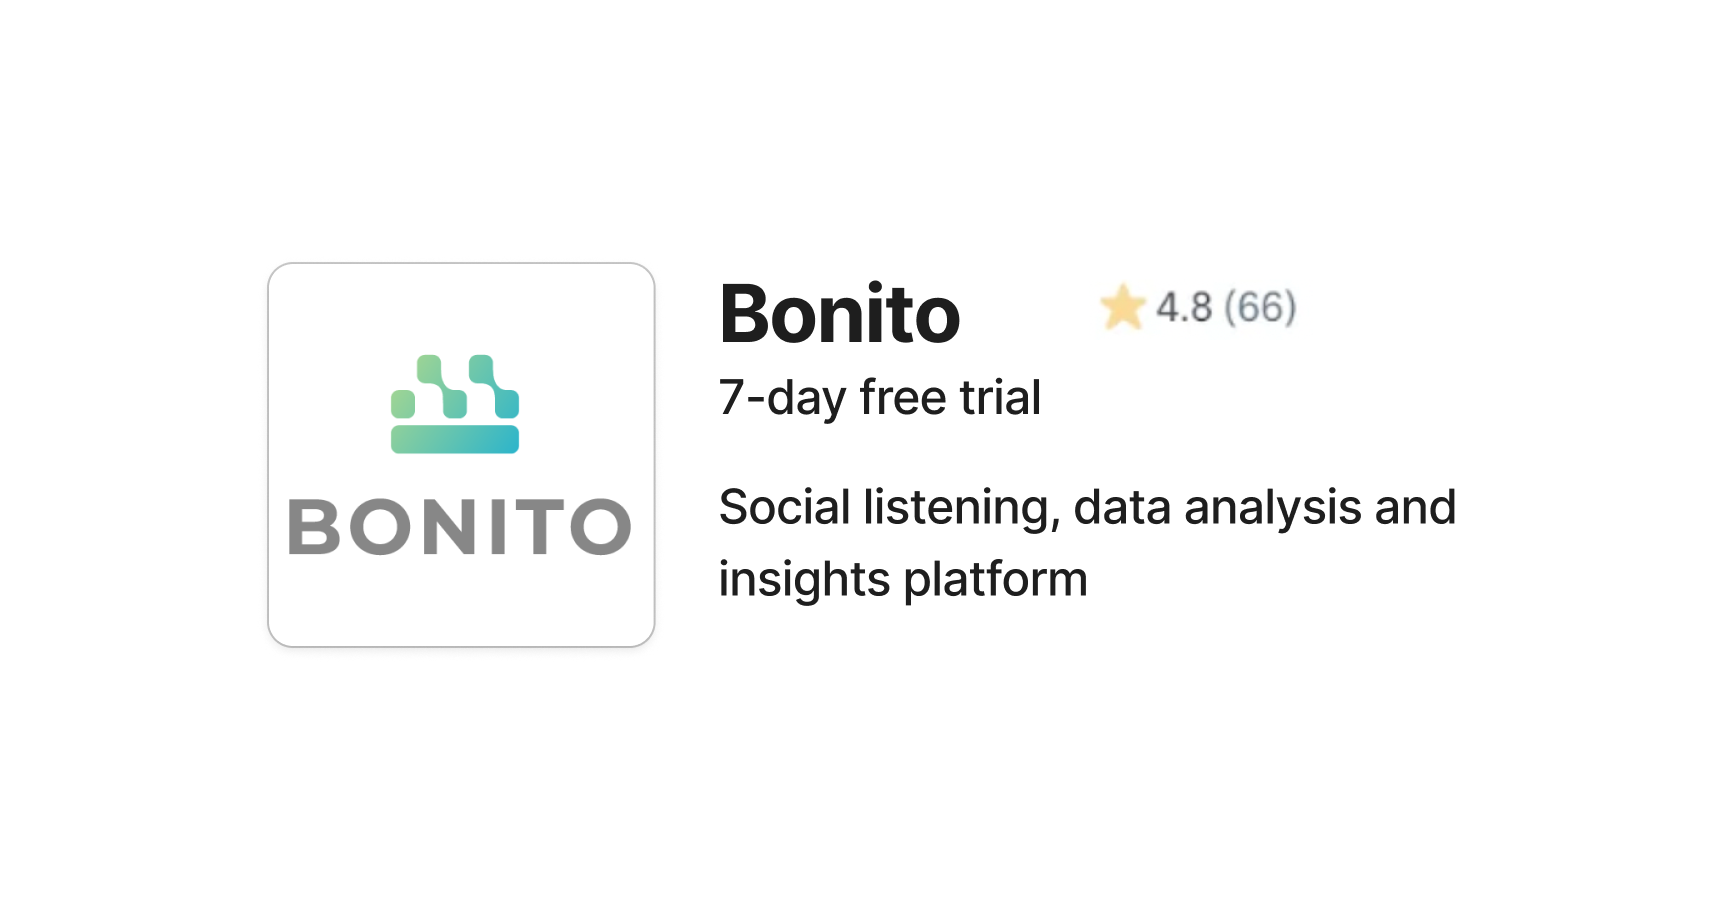 BONITO
Bonito
4.8 (66)
7-day free trial
Social listening, data analysis and
insights platform